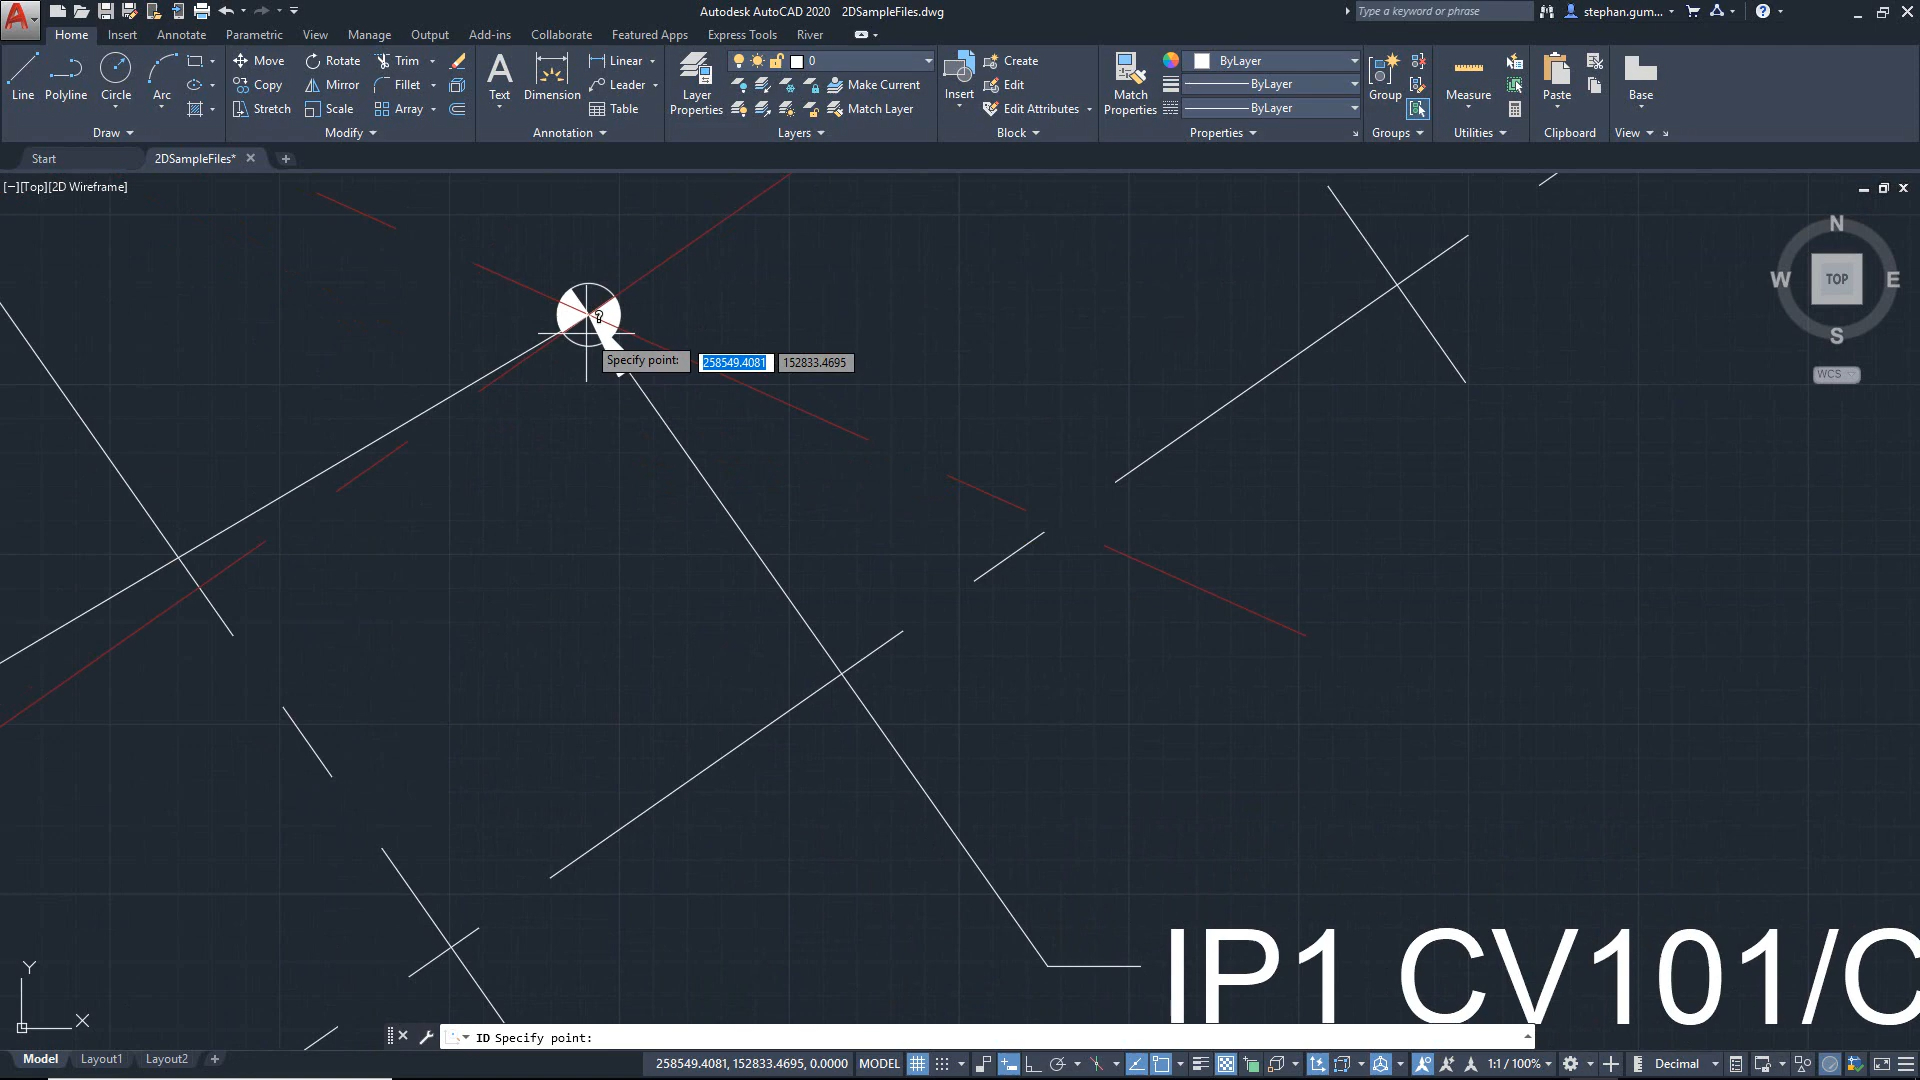 Autodesk AutoCAD 2020 2DSampleFiles.dwg
Type a keyword or phrase
stephan.gum...
Home Insert Annotate Parametric View Manage Output Add-ins Collaborate Featured Apps Express Tools River
Line Polyline Circle Arc
Move Rotate Trim
Copy Mirror Fillet
Stretch Scale Array
Text Dimension
Linear
Leader
Table
Layer Properties
0
Make Current
Match Layer
Insert
Create
Edit
Edit Attributes
Match Properties
ByLayer
ByLayer
ByLayer
Group
Measure
Paste
Base
Draw Modify Annotation Layers Block Properties Groups Utilities Clipboard View
Start 2DSampleFiles*
[−][Top][2D Wireframe]
N
W TOP E
S
WCS
Specify point: 258549.4081 152833.4695
IP1 CV101/C
Y
X
ID Specify point:
Model Layout1 Layout2
258549.4081, 152833.4695, 0.0000 MODEL 1:1 / 100% Decimal